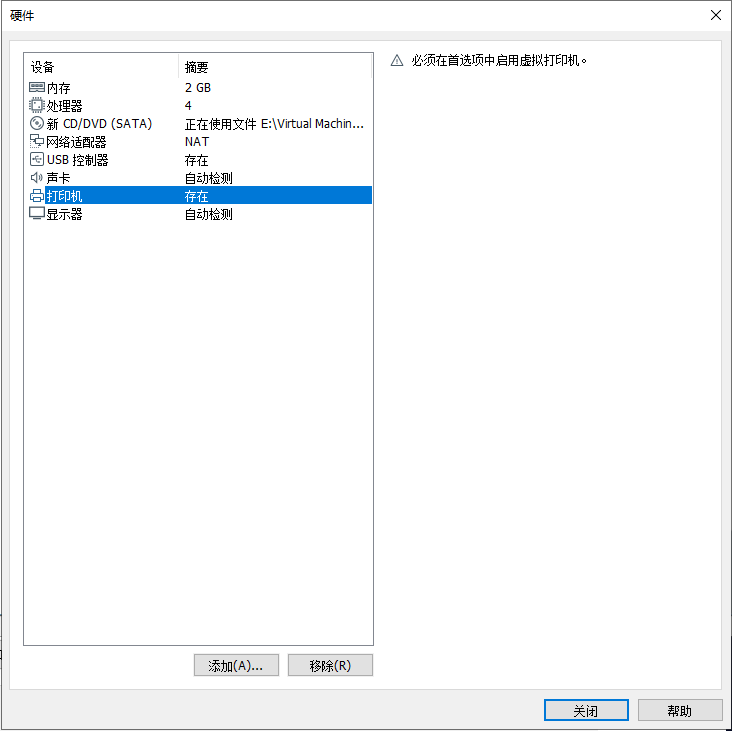 硬件
设备 摘要
内存 2 GB
处理器 4
新 CD/DVD (SATA) 正在使用文件 E:\Virtual Machin...
网络适配器 NAT
USB 控制器 存在
声卡 自动检测
打印机 存在
显示器 自动检测
必须在首选项中启用虚拟打印机。
添加(A)... 移除(R)
关闭 帮助